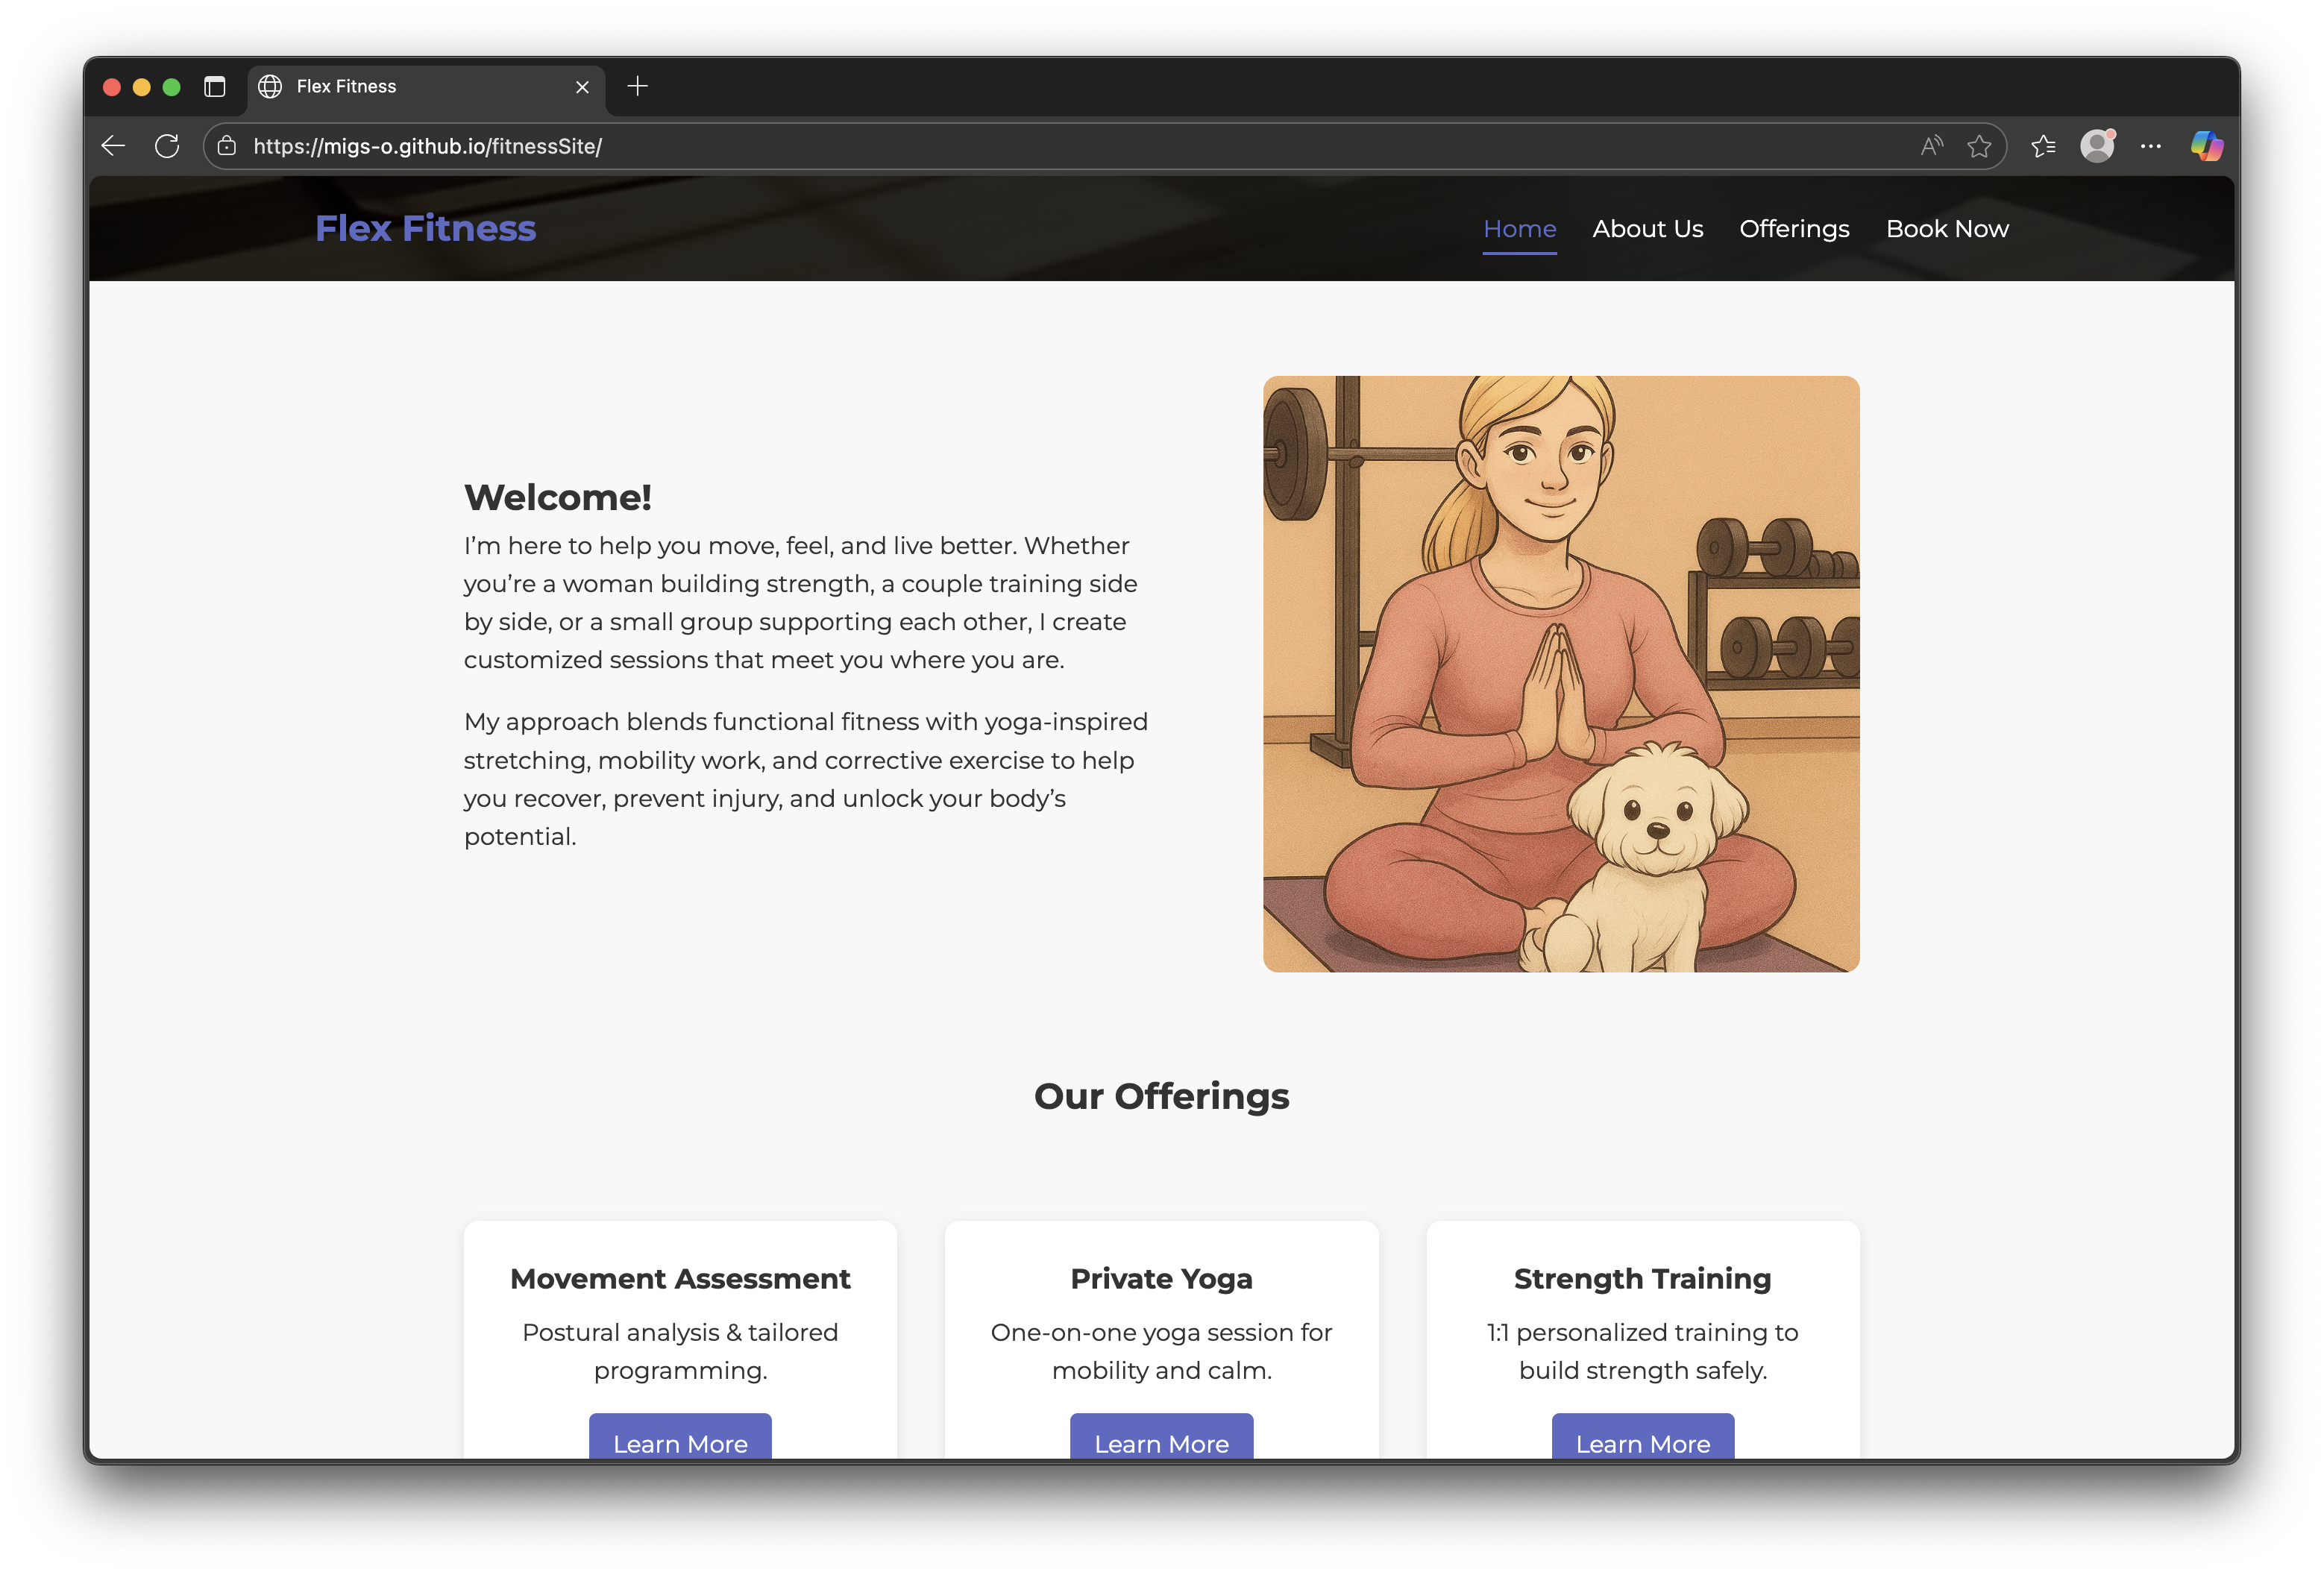 Flex Fitness
https://migs-o.github.io/fitnessSite/
Flex Fitness
Home
About Us
Offerings
Book Now
Welcome!
I’m here to help you move, feel, and live better. Whether
you’re a woman building strength, a couple training side
by side, or a small group supporting each other, I create
customized sessions that meet you where you are.
My approach blends functional fitness with yoga-inspired
stretching, mobility work, and corrective exercise to help
you recover, prevent injury, and unlock your body’s
potential.
Our Offerings
Movement Assessment
Postural analysis & tailored
programming.
Learn More
Private Yoga
One-on-one yoga session for
mobility and calm.
Learn More
Strength Training
1:1 personalized training to
build strength safely.
Learn More